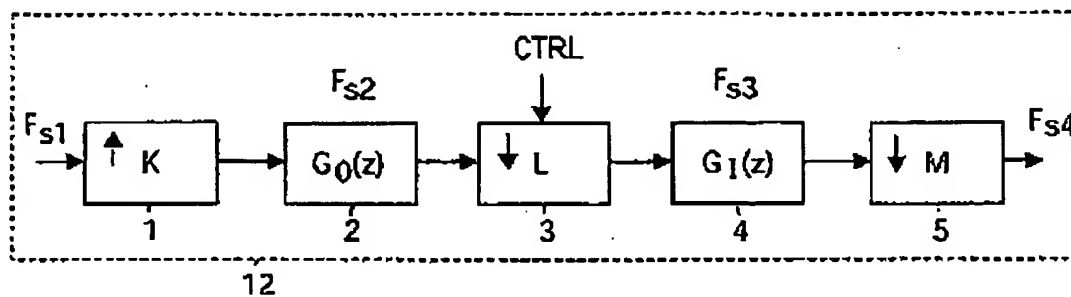 CTRL
Fs1
Fs2
Fs3
Fs4
↑ K
G0(z)
↓ L
GI(z)
↓ M
1
2
3
4
5
12